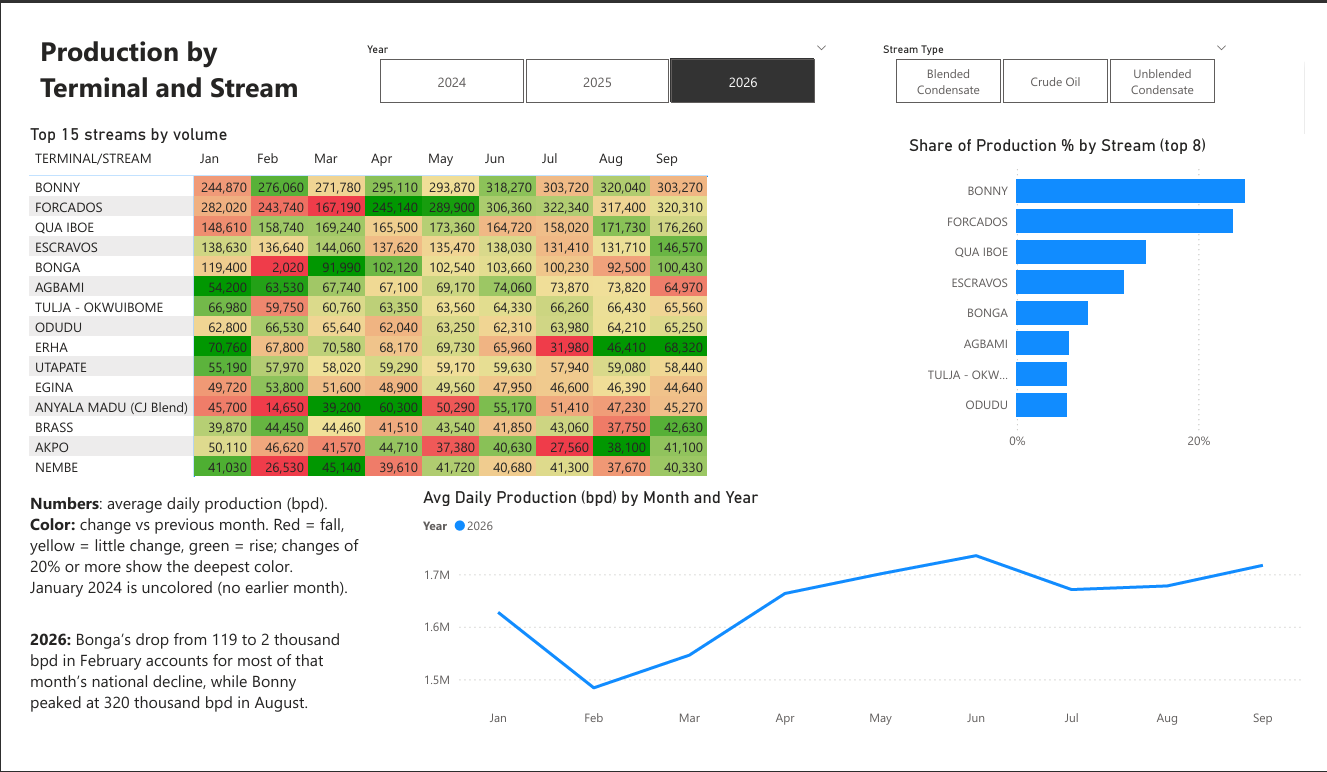 Production by
Terminal and Stream
Year
2024 2025 2026
Stream Type
Blended Condensate Crude Oil Unblended Condensate
Top 15 streams by volume
TERMINAL/STREAM Jan Feb Mar Apr May Jun Jul Aug Sep
BONNY 244,870 276,060 271,780 295,110 293,870 318,270 303,720 320,040 303,270
FORCADOS 282,020 243,740 167,190 245,140 289,900 306,360 322,340 317,400 320,310
QUA IBOE 148,610 158,740 169,240 165,500 173,360 164,720 158,020 171,730 176,260
ESCRAVOS 138,630 136,640 144,060 137,620 135,470 138,030 131,410 131,710 146,570
BONGA 119,400 2,020 91,990 102,120 102,540 103,660 100,230 92,500 100,430
AGBAMI 54,200 63,530 67,740 67,100 69,170 74,060 73,870 73,820 64,970
TULJA - OKWUIBOME 66,980 59,750 60,760 63,350 63,560 64,330 66,260 66,430 65,560
ODUDU 62,800 66,530 65,640 62,040 63,250 62,310 63,980 64,210 65,250
ERHA 70,760 67,800 70,580 68,170 69,730 65,960 31,980 46,410 68,320
UTAPATE 55,190 57,970 58,020 59,290 59,170 59,630 57,940 59,080 58,440
EGINA 49,720 53,800 51,600 48,900 49,560 47,950 46,600 46,390 44,640
ANYALA MADU (CJ Blend) 45,700 14,650 39,200 60,300 50,290 55,170 51,410 47,230 45,270
BRASS 39,870 44,450 44,460 41,510 43,540 41,850 43,060 37,750 42,630
AKPO 50,110 46,620 41,570 44,710 37,380 40,630 27,560 38,100 41,100
NEMBE 41,030 26,530 45,140 39,610 41,720 40,680 41,300 37,670 40,330
Share of Production % by Stream (top 8)
BONNY
FORCADOS
QUA IBOE
ESCRAVOS
BONGA
AGBAMI
TULJA - OKW...
ODUDU
0% 20%
Numbers: average daily production (bpd).
Color: change vs previous month. Red = fall,
yellow = little change, green = rise; changes of
20% or more show the deepest color.
January 2024 is uncolored (no earlier month).
2026: Bonga's drop from 119 to 2 thousand
bpd in February accounts for most of that
month's national decline, while Bonny
peaked at 320 thousand bpd in August.
Avg Daily Production (bpd) by Month and Year
Year 2026
1.7M
1.6M
1.5M
Jan Feb Mar Apr May Jun Jul Aug Sep